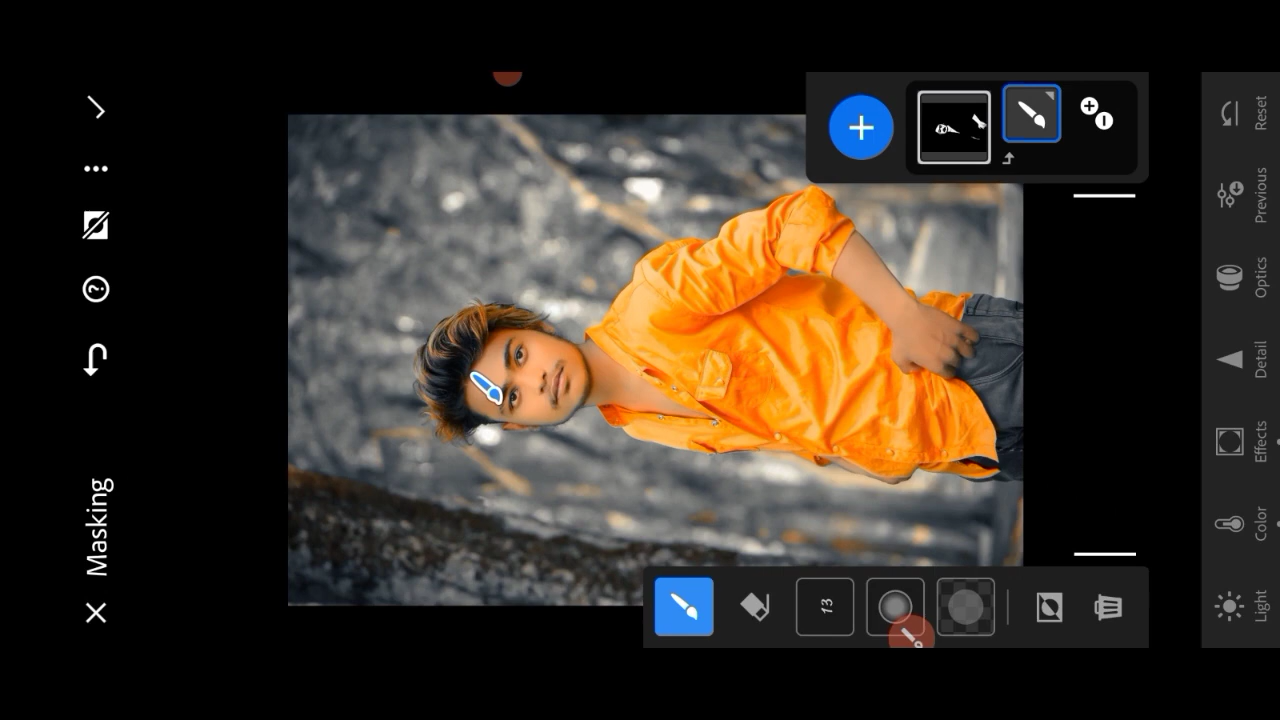 Masking
13
Reset
Previous
Optics
Detail
Effects
Color
Light